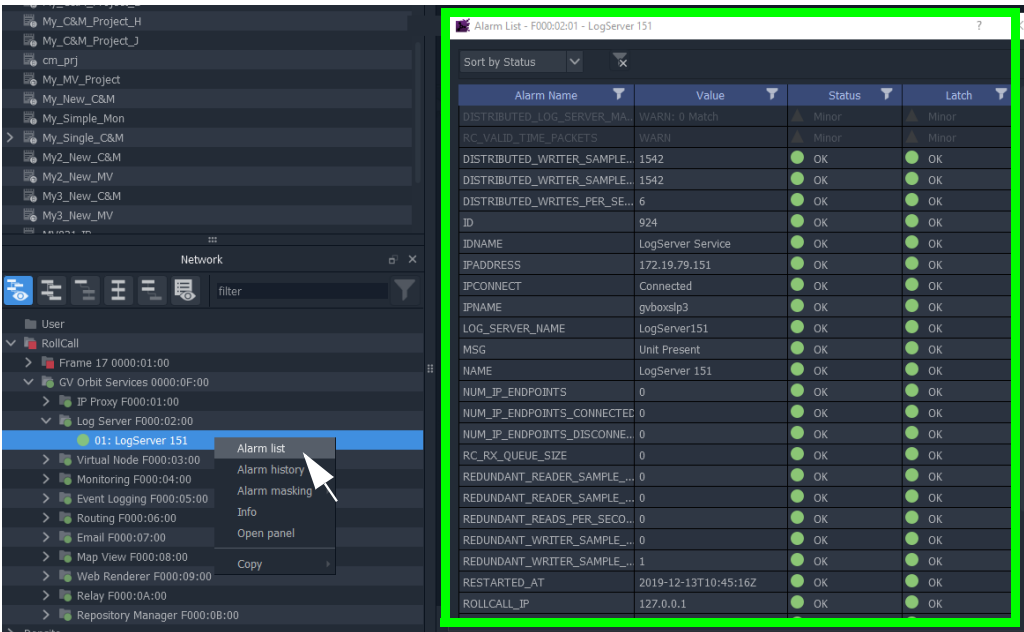 My_C&M_Project_H
My_C&M_Project_J
cm_prj
My_MV_Project
My_New_C&M
My_Simple_Mon
My_Single_C&M
My2_New_C&M
My2_New_MV
My3_New_C&M
My3_New_MV
Network
filter
User
RollCall
Frame 17 0000:01:00
GV Orbit Services 0000:0F:00
IP Proxy F000:01:00
Log Server F000:02:00
01: LogServer 151
Virtual Node F000:03:00
Monitoring F000:04:00
Event Logging F000:05:00
Routing F000:06:00
Email F000:07:00
Map View F000:08:00
Web Renderer F000:09:00
Relay F000:0A:00
Repository Manager F000:0B:00
Alarm list
Alarm history
Alarm masking
Info
Open panel
Copy
Alarm List - F000:02:01 - LogServer 151 ?
Sort by Status
Alarm Name Value Status Latch
DISTRIBUTED_LOG_SERVER_MA... WARN: 0 Match Minor Minor
RC_VALID_TIME_PACKETS WARN Minor Minor
DISTRIBUTED_WRITER_SAMPLE... 1542 OK OK
DISTRIBUTED_WRITER_SAMPLE... 1542 OK OK
DISTRIBUTED_WRITES_PER_SE... 6 OK OK
ID 924 OK OK
IDNAME LogServer Service OK OK
IPADDRESS 172.19.79.151 OK OK
IPCONNECT Connected OK OK
IPNAME gvboxslp3 OK OK
LOG_SERVER_NAME LogServer151 OK OK
MSG Unit Present OK OK
NAME LogServer 151 OK OK
NUM_IP_ENDPOINTS 0 OK OK
NUM_IP_ENDPOINTS_CONNECTED 0 OK OK
NUM_IP_ENDPOINTS_DISCONNE... 0 OK OK
RC_RX_QUEUE_SIZE 0 OK OK
REDUNDANT_READER_SAMPLE_... 0 OK OK
REDUNDANT_READER_SAMPLE_... 0 OK OK
REDUNDANT_READS_PER_SECO... 0 OK OK
REDUNDANT_WRITER_SAMPLE_... 0 OK OK
REDUNDANT_WRITER_SAMPLE_... 1 OK OK
RESTARTED_AT 2019-12-13T10:45:16Z OK OK
ROLLCALL_IP 127.0.0.1 OK OK